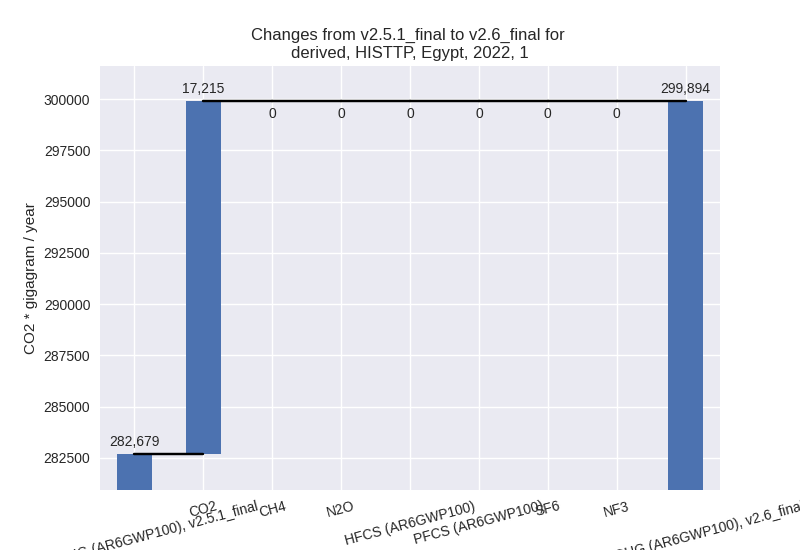 Changes from v2.5.1_final to v2.6_final for
derived, HISTTP, Egypt, 2022, 1
CO2 * gigagram / year
300000
297500
295000
292500
290000
287500
285000
282500
282,679
17,215
0
0
0
0
0
0
299,894
(AR6GWP100), v2.5.1_final
CO2
CH4
N2O
HFCS (AR6GWP100)
PFCS (AR6GWP100)
SF6
NF3
(AR6GWP100), v2.6_final